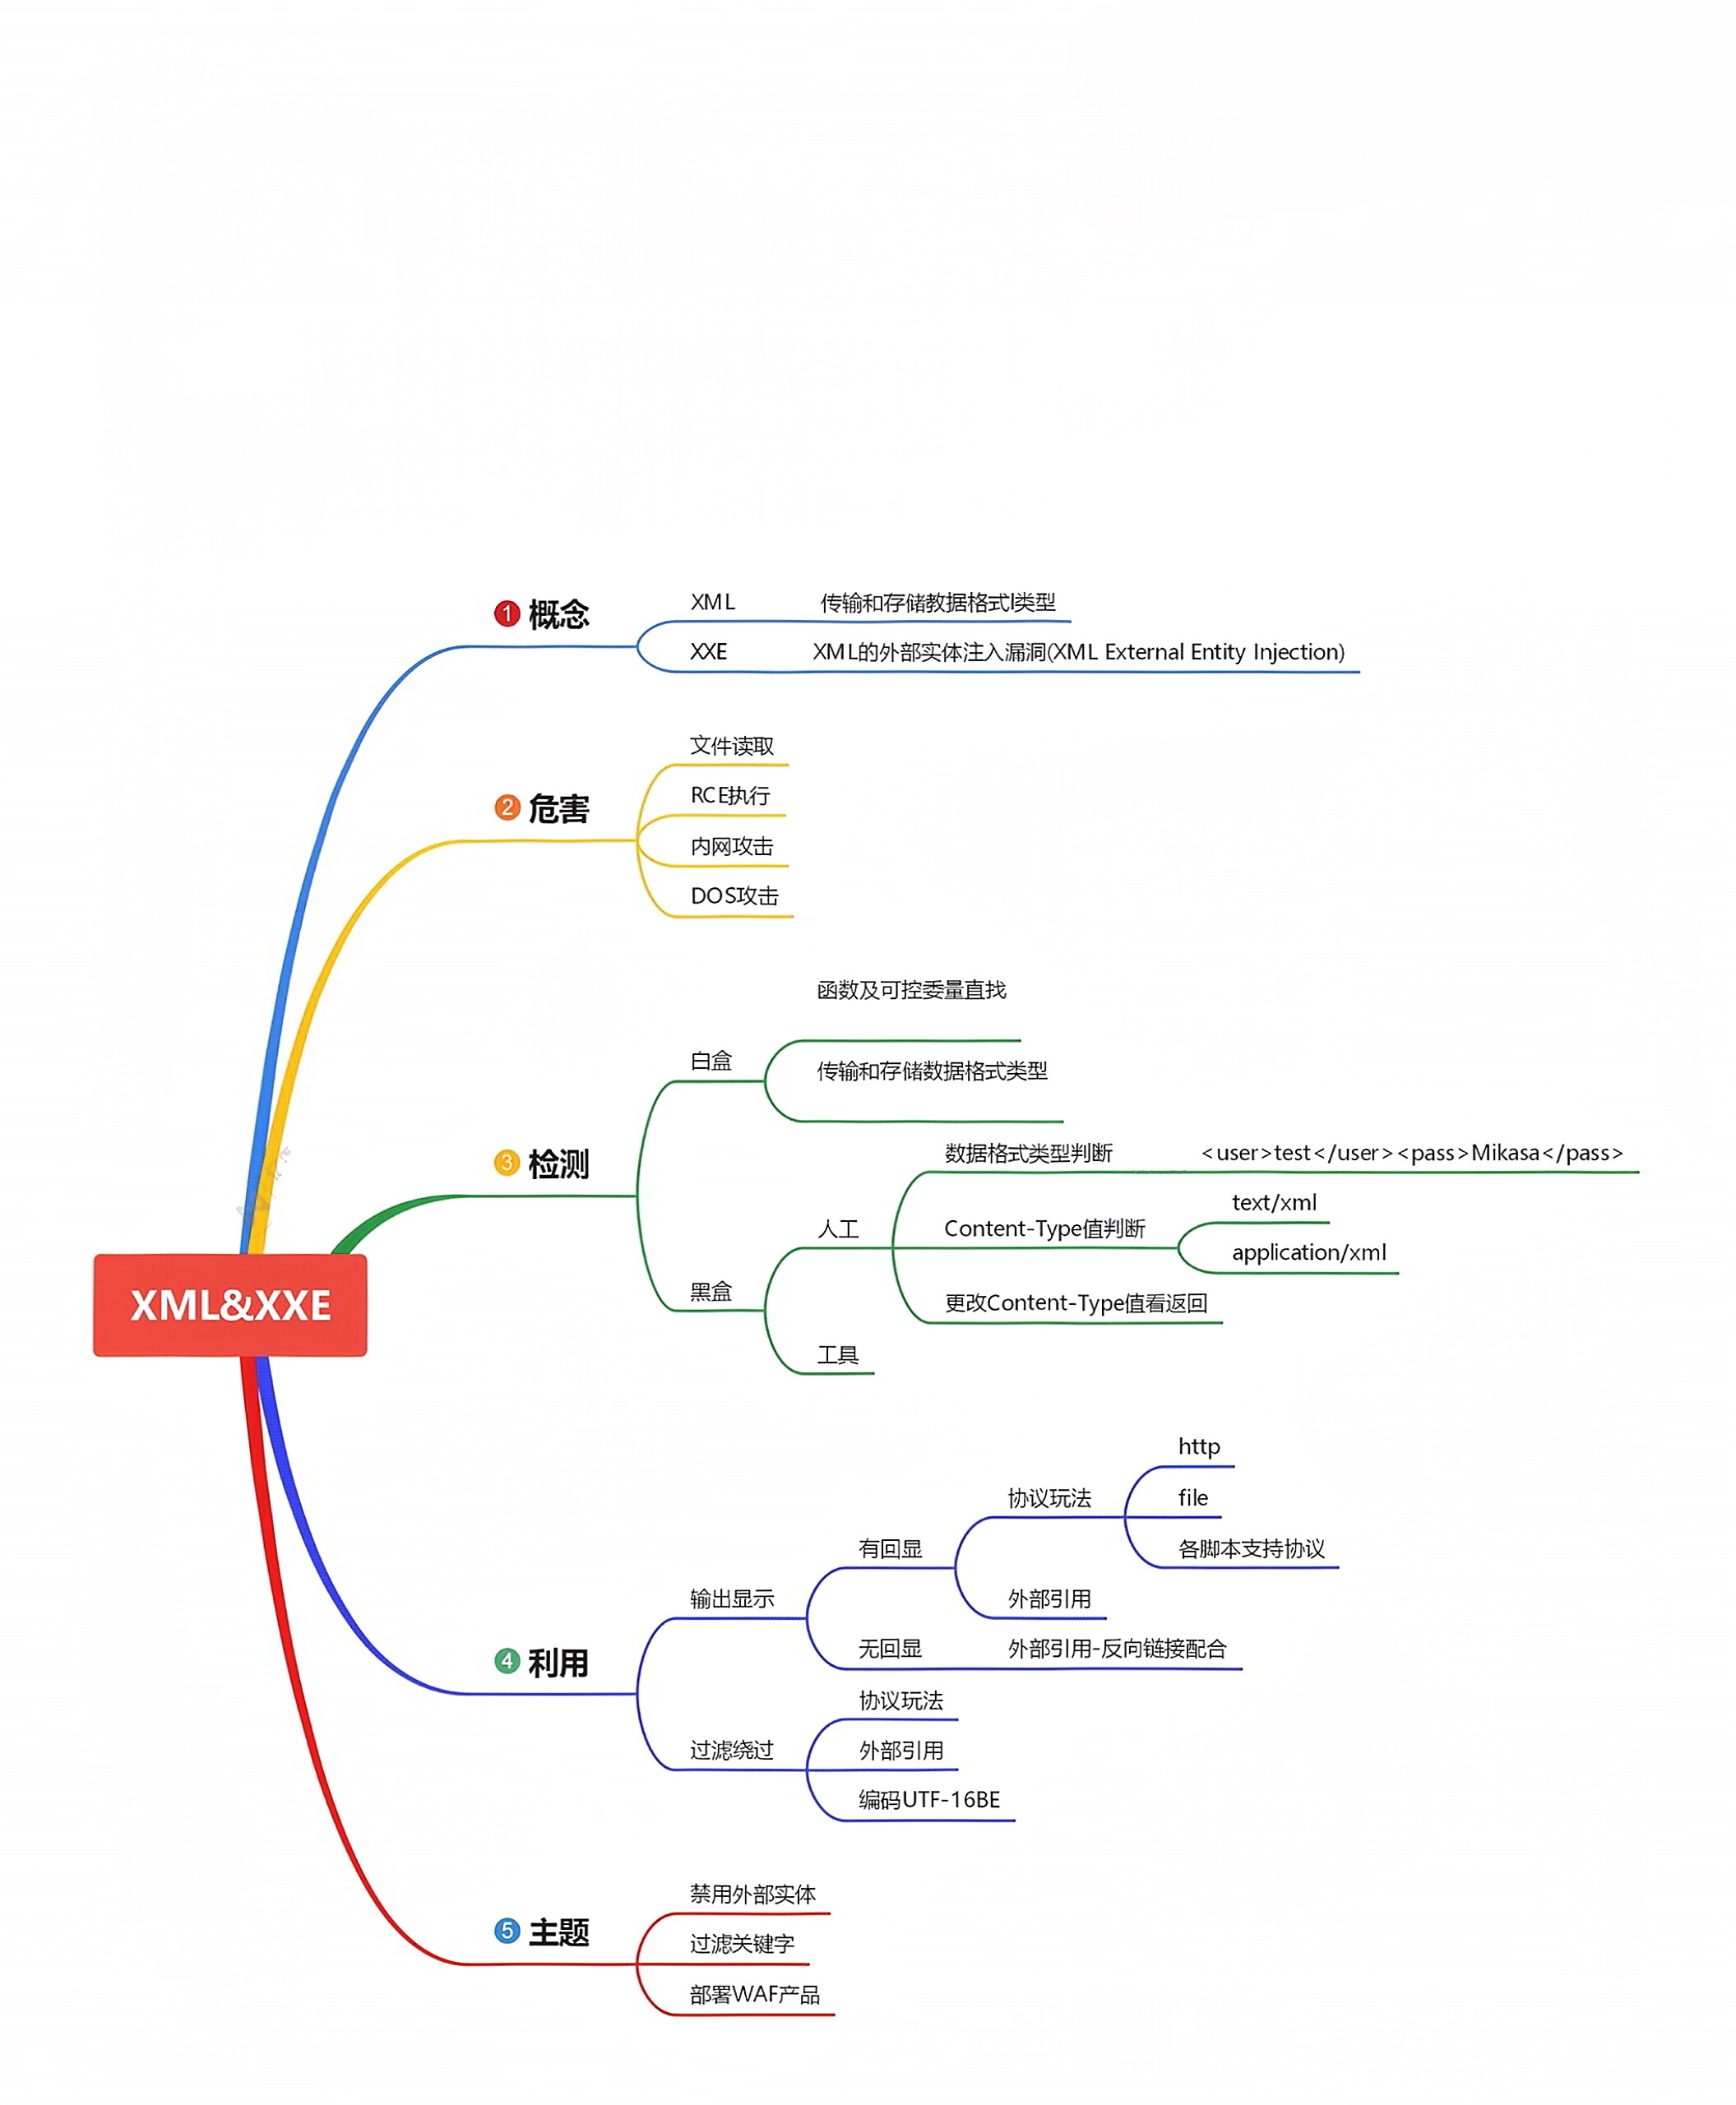 ① 概念
XML 传输和存储教据格式I类型
XXE XML的外部实体注入漏洞(XML External Entity Injection)
② 危害
文件读取
RCE执行
内网攻击
DOS攻击
③ 检测
白盒
函数及可控委量直找
传输和存储数据格式类型
黑盒
人工
数据格式类型判断 <user>test</user><pass>Mikasa</pass>
Content-Type值判断
text/xml
application/xml
更改Content-Type值看返回
工具
XML&XXE
④ 利用
输出显示
有回显
协议玩法
http
file
各脚本支持协议
外部引用
无回显 外部引用-反向链接配合
过滤绕过
协议玩法
外部引用
编码UTF-16BE
⑤ 主题
禁用外部实体
过滤关键字
部署WAF产品